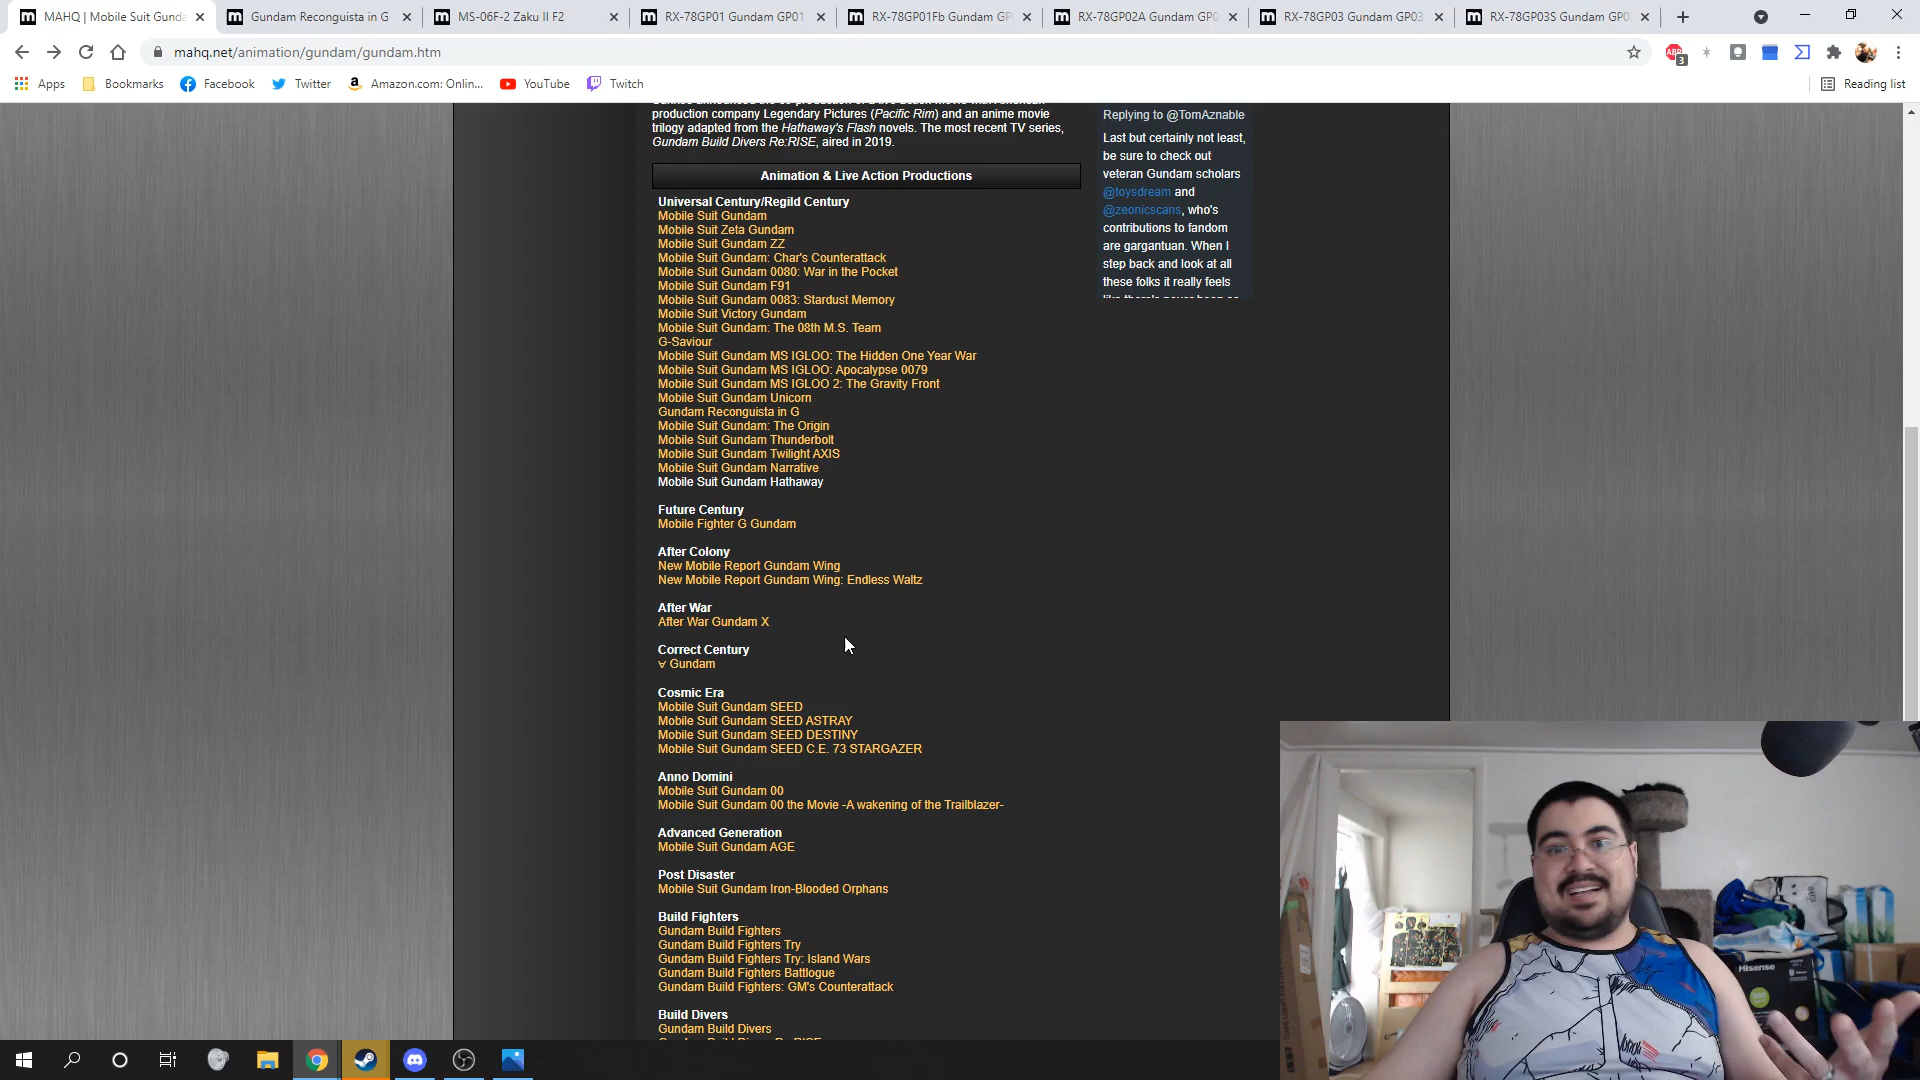 MAHQ | Mobile Suit Gunda
Gundam Reconguista in G
MS-06F-2 Zaku II F2
RX-78GP01 Gundam GP01
RX-78GP01Fb Gundam GP
RX-78GP02A Gundam GP0
RX-78GP03 Gundam GP03
RX-78GP03S Gundam GP0
mahq.net/animation/gundam/gundam.htm
ABP
3
Apps
Bookmarks
Facebook
Twitter
Amazon.com: Onlin...
YouTube
Twitch
Reading list
production company Legendary Pictures (Pacific Rim) and an anime movie
trilogy adapted from the Hathaway's Flash novels. The most recent TV series,
Gundam Build Divers Re:RISE, aired in 2019.
Animation & Live Action Productions
Universal Century/Regild Century
Mobile Suit Gundam
Mobile Suit Zeta Gundam
Mobile Suit Gundam ZZ
Mobile Suit Gundam: Char's Counterattack
Mobile Suit Gundam 0080: War in the Pocket
Mobile Suit Gundam F91
Mobile Suit Gundam 0083: Stardust Memory
Mobile Suit Victory Gundam
Mobile Suit Gundam: The 08th M.S. Team
G-Saviour
Mobile Suit Gundam MS IGLOO: The Hidden One Year War
Mobile Suit Gundam MS IGLOO: Apocalypse 0079
Mobile Suit Gundam MS IGLOO 2: The Gravity Front
Mobile Suit Gundam Unicorn
Gundam Reconguista in G
Mobile Suit Gundam: The Origin
Mobile Suit Gundam Thunderbolt
Mobile Suit Gundam Twilight AXIS
Mobile Suit Gundam Narrative
Mobile Suit Gundam Hathaway
Future Century
Mobile Fighter G Gundam
After Colony
New Mobile Report Gundam Wing
New Mobile Report Gundam Wing: Endless Waltz
After War
After War Gundam X
Correct Century
∀ Gundam
Cosmic Era
Mobile Suit Gundam SEED
Mobile Suit Gundam SEED ASTRAY
Mobile Suit Gundam SEED DESTINY
Mobile Suit Gundam SEED C.E. 73 STARGAZER
Anno Domini
Mobile Suit Gundam 00
Mobile Suit Gundam 00 the Movie -A wakening of the Trailblazer-
Advanced Generation
Mobile Suit Gundam AGE
Post Disaster
Mobile Suit Gundam Iron-Blooded Orphans
Build Fighters
Gundam Build Fighters
Gundam Build Fighters Try
Gundam Build Fighters Try: Island Wars
Gundam Build Fighters Battlogue
Gundam Build Fighters: GM's Counterattack
Build Divers
Gundam Build Divers
Replying to @TomAznable
Last but certainly not least,
be sure to check out
veteran Gundam scholars
@toysdream and
@zeonicscans, who's
contributions to fandom
are gargantuan. When I
step back and look at all
these folks it really feels
Hisense